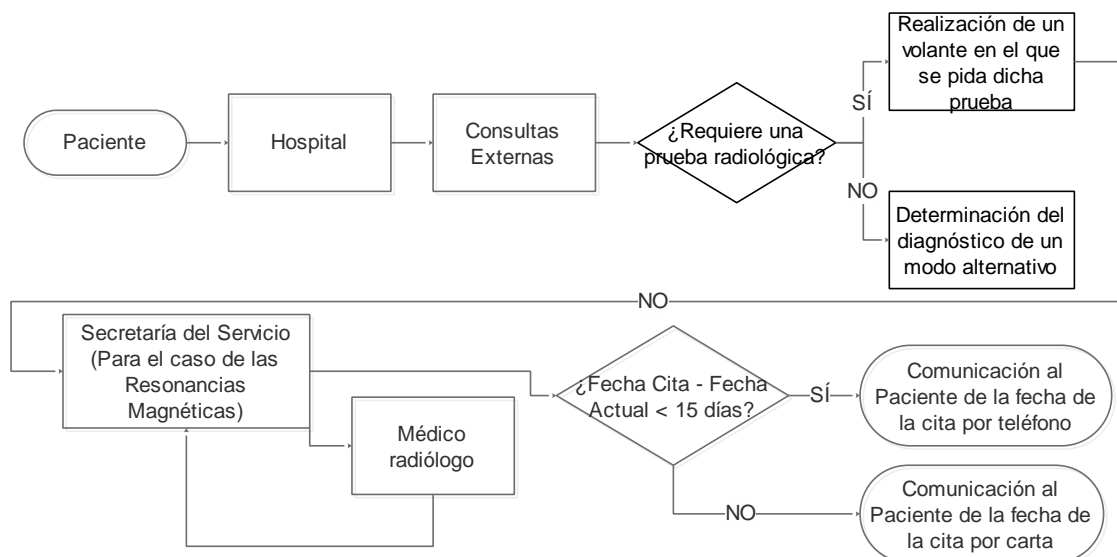 Paciente
Hospital
Consultas
Externas
¿Requiere una
prueba radiológica?
SÍ
Realización de un
volante en el que
se pida dicha
prueba
NO
Determinación del
diagnóstico de un
modo alternativo
NO
Secretaría del Servicio
(Para el caso de las
Resonancias
Magnéticas)
Médico
radiólogo
¿Fecha Cita - Fecha
Actual < 15 días?
SÍ
Comunicación al
Paciente de la fecha de
la cita por teléfono
NO
Comunicación al
Paciente de la fecha de
la cita por carta